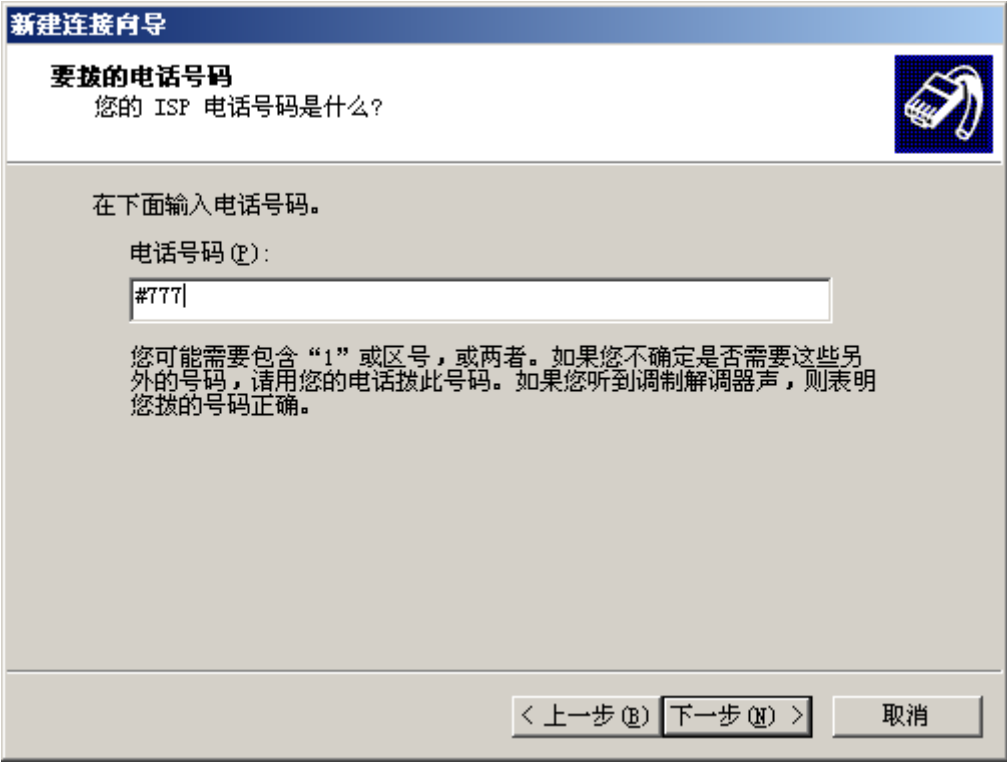 新建连接向导
要拨的电话号码
您的 ISP 电话号码是什么?
在下面输入电话号码。
电话号码(P):
#777
您可能需要包含“1”或区号，或两者。如果您不确定是否需要这些另
外的号码，请用您的电话拨此号码。如果您听到调制解调器声，则表明
您拨的号码正确。
< 上一步(B) 下一步(N) > 取消